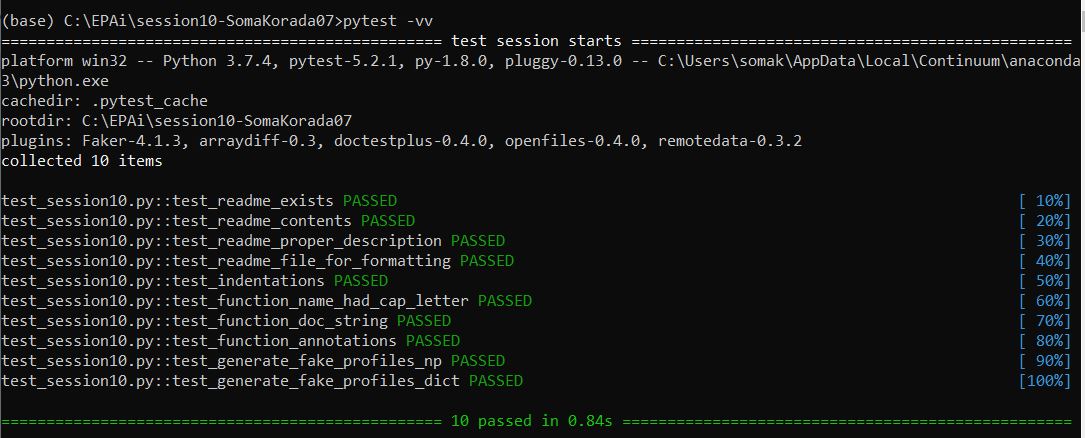 (base) C:\EPAi\session10-SomaKorada07>pytest -vv
================================================= test session starts =================================================
platform win32 -- Python 3.7.4, pytest-5.2.1, py-1.8.0, pluggy-0.13.0 -- C:\Users\somak\AppData\Local\Continuum\anaconda
3\python.exe
cachedir: .pytest_cache
rootdir: C:\EPAi\session10-SomaKorada07
plugins: Faker-4.1.3, arraydiff-0.3, doctestplus-0.4.0, openfiles-0.4.0, remotedata-0.3.2
collected 10 items
test_session10.py::test_readme_exists PASSED [ 10%]
test_session10.py::test_readme_contents PASSED [ 20%]
test_session10.py::test_readme_proper_description PASSED [ 30%]
test_session10.py::test_readme_file_for_formatting PASSED [ 40%]
test_session10.py::test_indentations PASSED [ 50%]
test_session10.py::test_function_name_had_cap_letter PASSED [ 60%]
test_session10.py::test_function_doc_string PASSED [ 70%]
test_session10.py::test_function_annotations PASSED [ 80%]
test_session10.py::test_generate_fake_profiles_np PASSED [ 90%]
test_session10.py::test_generate_fake_profiles_dict PASSED [100%]
================================================= 10 passed in 0.84s ==================================================